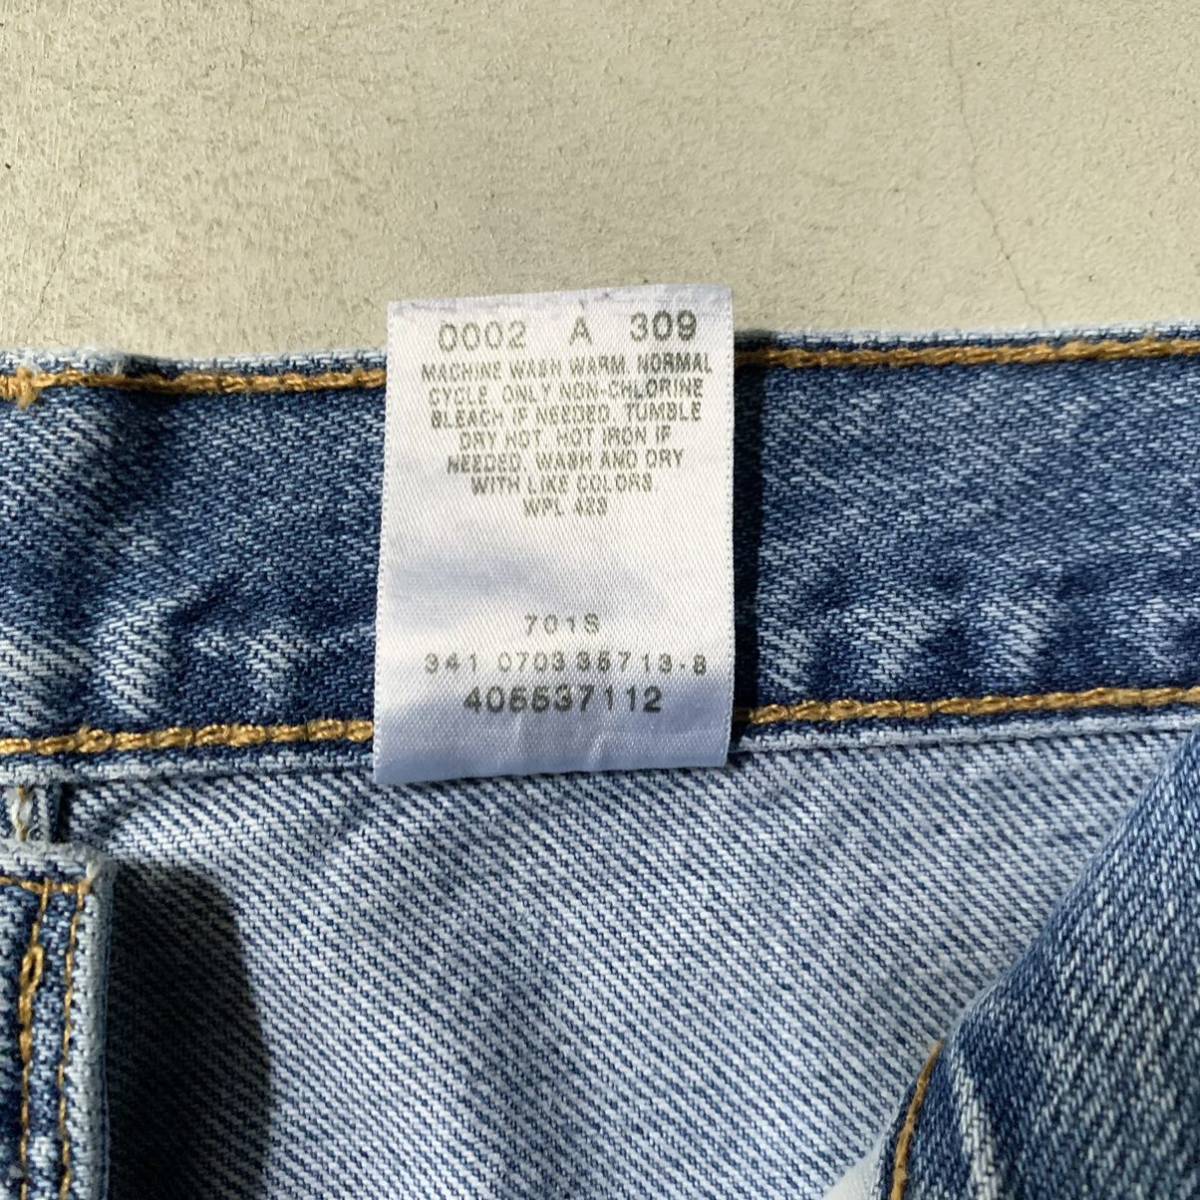 0002 A 309
MACHINE WASH WARM. NORMAL
CYCLE. ONLY NON-CHLORINE
BLEACH IF NEEDED. TUMBLE
DRY HOT. HOT IRON IF
NEEDED. WASH AND DRY
WITH LIKE COLORS
WPL 423
701S
341 0703 35713-8
405537112